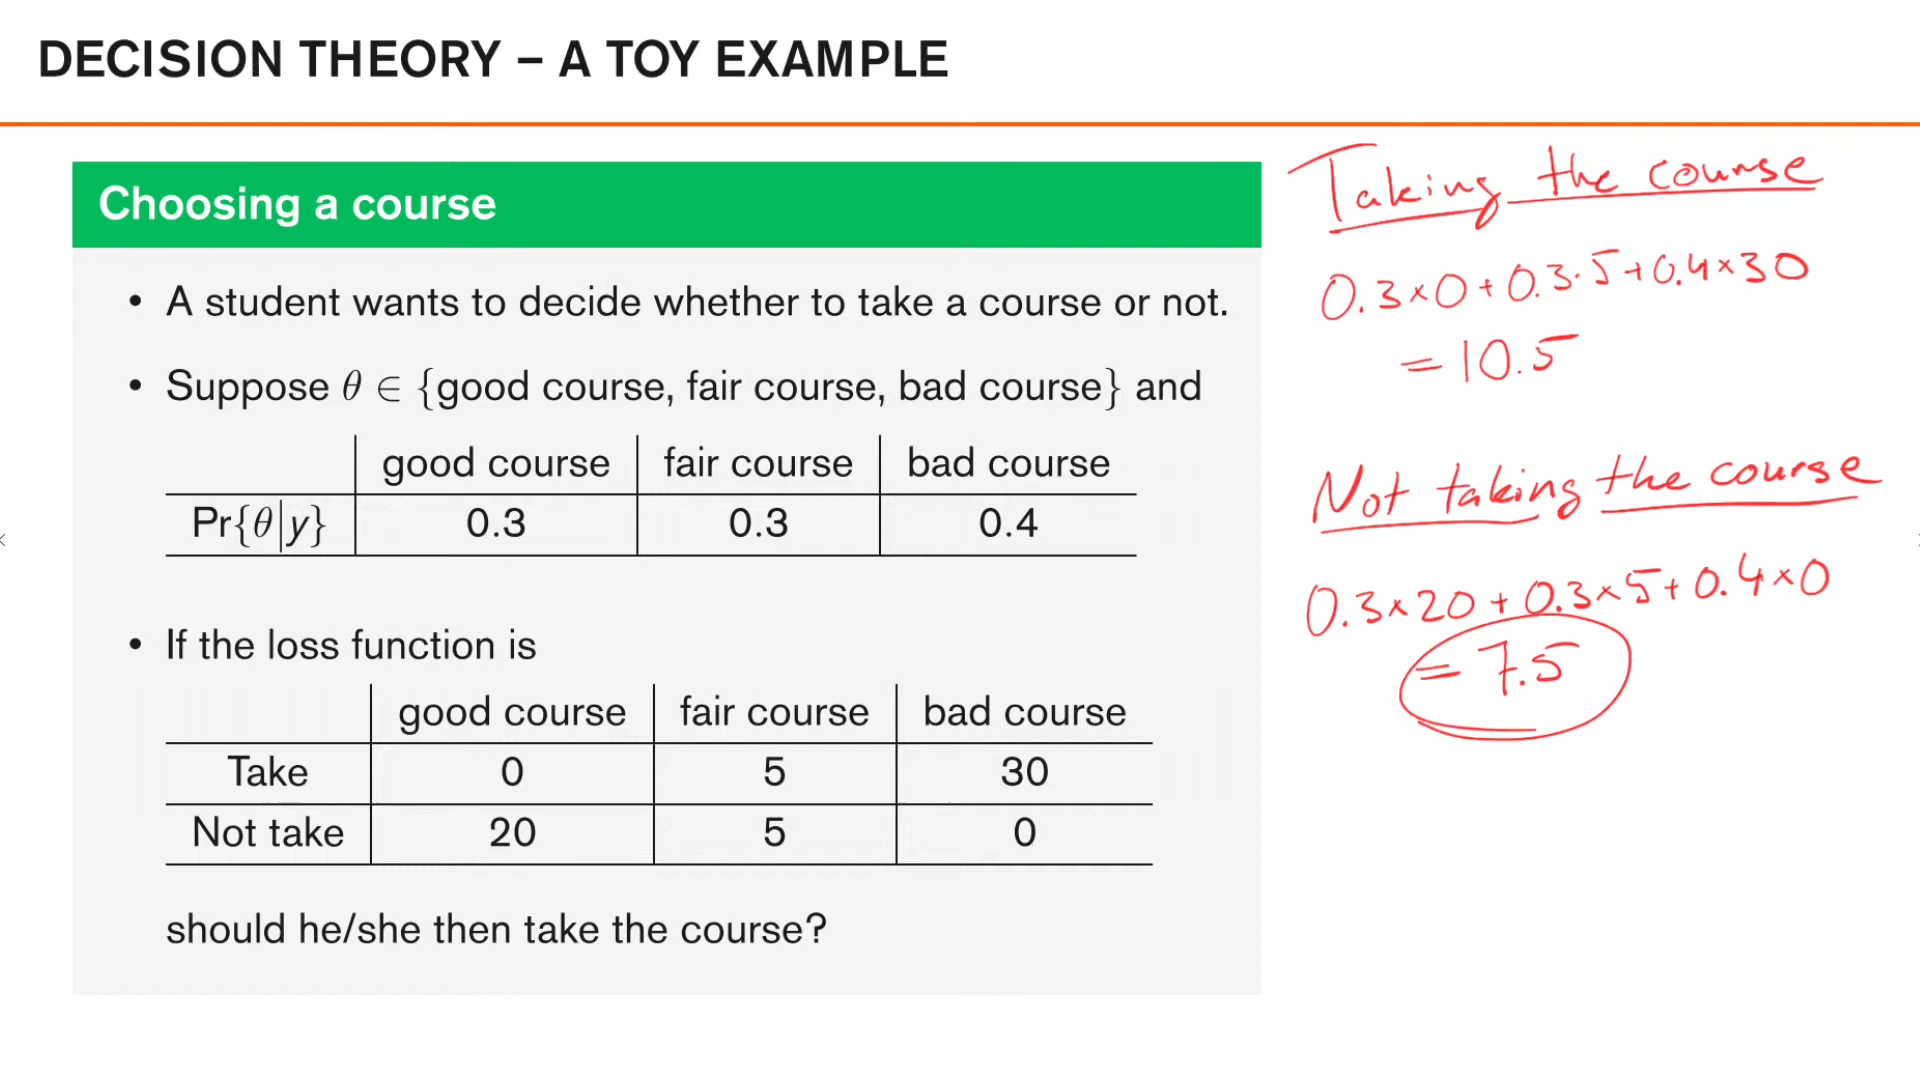 DECISION THEORY – A TOY EXAMPLE
Choosing a course
• A student wants to decide whether to take a course or not.
• Suppose θ ∈ {good course, fair course, bad course} and
good course fair course bad course
Pr{θ|y} 0.3 0.3 0.4
• If the loss function is
good course fair course bad course
Take 0 5 30
Not take 20 5 0
should he/she then take the course?
Taking the course
0.3×0+0.3·5+0.4×30
=10.5
Not taking the course
0.3×20+0.3×5+0.4×0
=7.5